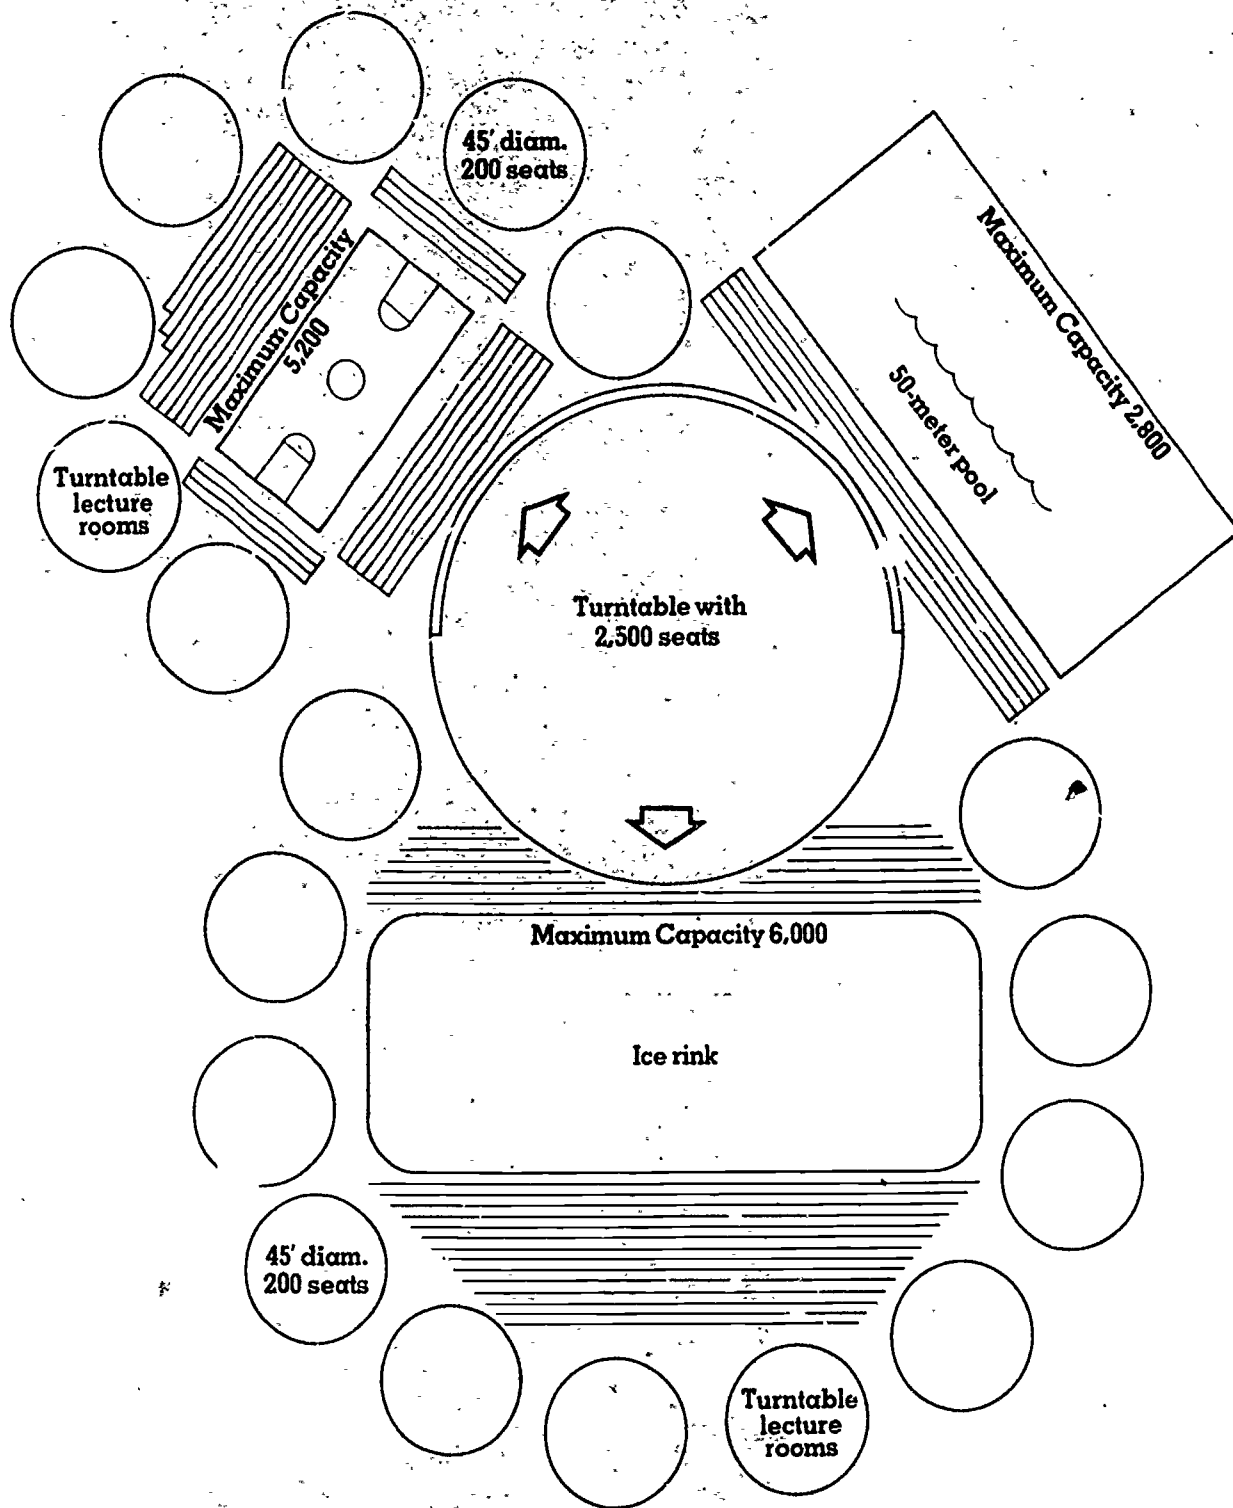 45' diam.
200 seats
Maximum Capacity
5,200
Maximum Capacity 2,800
50-meter pool
Turntable
lecture
rooms
Turntable with
2,500 seats
Maximum Capacity 6,000
Ice rink
45' diam.
200 seats
Turntable
lecture
rooms